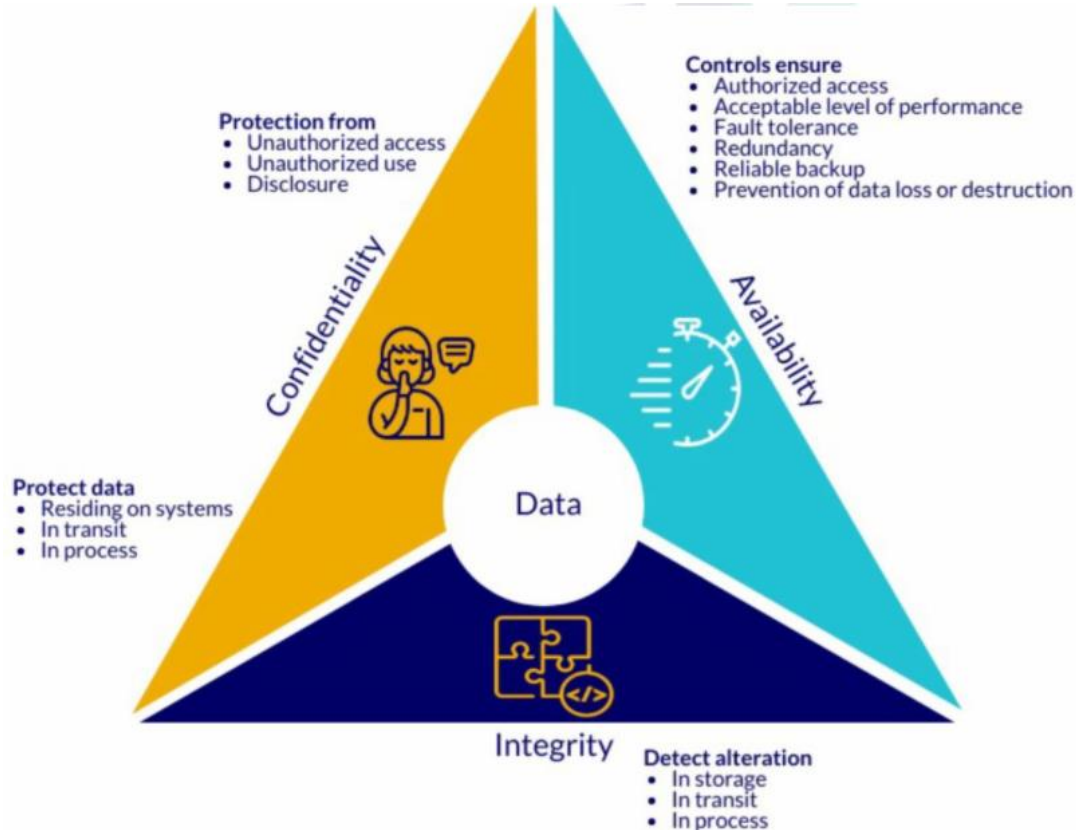 Controls ensure
• Authorized access
• Acceptable level of performance
• Fault tolerance
• Redundancy
• Reliable backup
• Prevention of data loss or destruction
Protection from
• Unauthorized access
• Unauthorized use
• Disclosure
Confidentiality
Availability
Protect data
• Residing on systems
• In transit
• In process
Data
</>
Integrity
Detect alteration
• In storage
• In transit
• In process